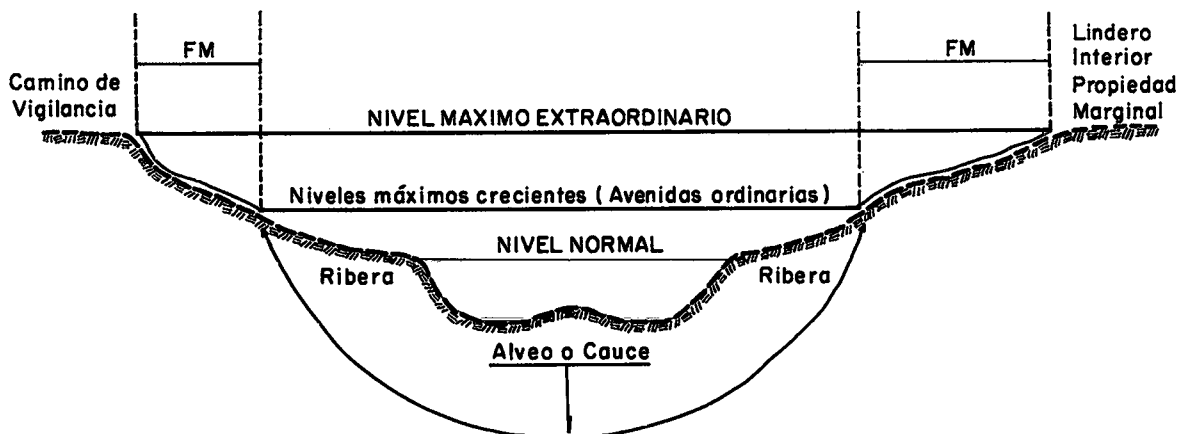 FM
FM
Lindero
Interior
Propiedad
Marginal
Camino de
Vigilancia
NIVEL MAXIMO EXTRAORDINARIO
Niveles máximos crecientes ( Avenidas ordinarias )
NIVEL NORMAL
Ribera
Ribera
Alveo o Cauce